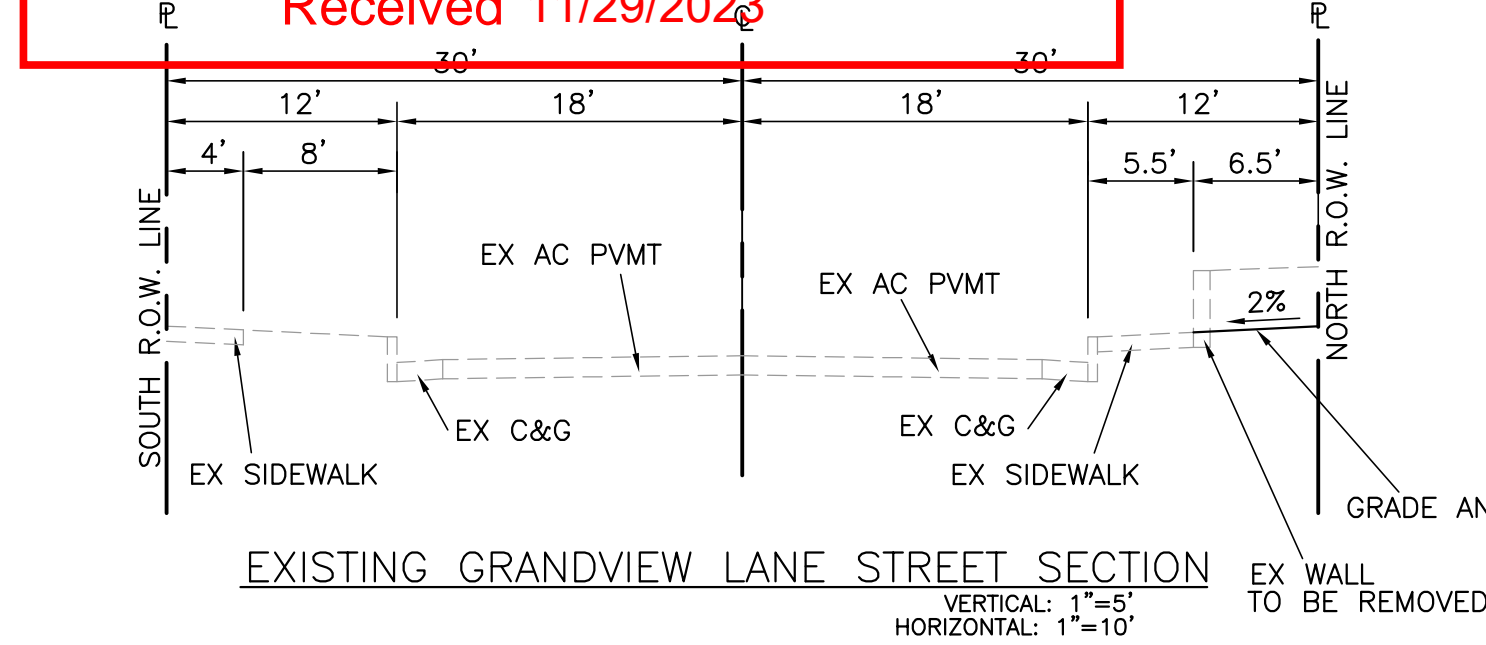 Received 11/29/2023
PL
CL
PL
30'
30'
12'
18'
18'
12'
4'
8'
5.5'
6.5'
SOUTH R.O.W. LINE
NORTH R.O.W. LINE
EX AC PVMT
EX AC PVMT
2%
EX C&G
EX C&G
EX SIDEWALK
EX SIDEWALK
GRADE AN
EX WALL
TO BE REMOVED
EXISTING GRANDVIEW LANE STREET SECTION
VERTICAL: 1"=5'
HORIZONTAL: 1"=10'